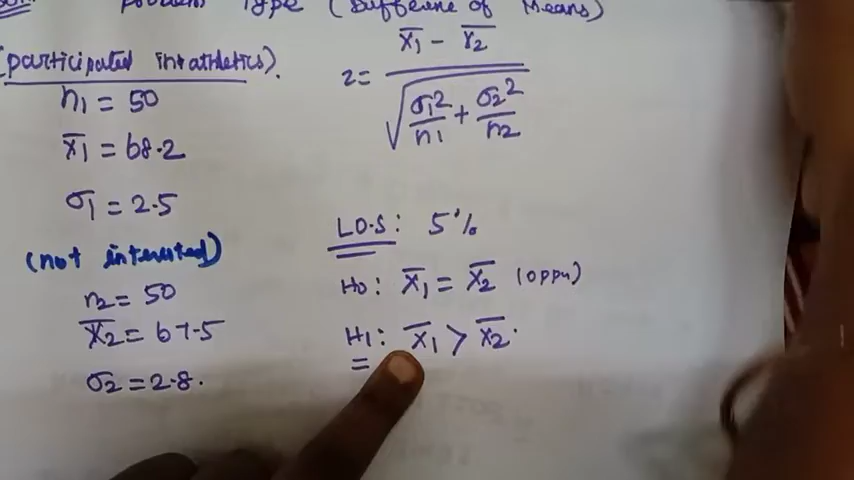 Problem Type (Difference of Means)
(participated in athletics).
n1 = 50
x̅1 = 68.2
σ1 = 2.5
(not interested)
n2 = 50
x̅2 = 67.5
σ2 = 2.8.
z = x̅1 - x̅2 / √(σ1²/n1 + σ2²/n2)
L.O.S: 5%
H0: x̅1 = x̅2 (oppu)
H1: x̅1 > x̅2.